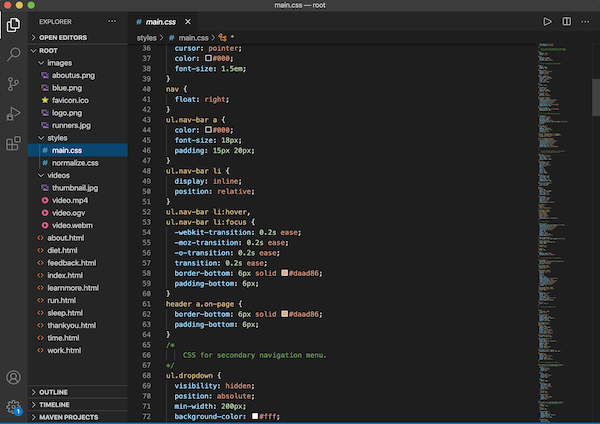 main.css — root
EXPLORER
OPEN EDITORS
ROOT
images
aboutus.png
blue.png
favicon.ico
logo.png
runners.jpg
styles
# main.css
# normalize.css
videos
thumbnail.jpg
video.mp4
video.ogv
video.webm
about.html
diet.html
feedback.html
index.html
learnmore.html
run.html
sleep.html
thankyou.html
time.html
work.html
OUTLINE
TIMELINE
MAVEN PROJECTS
1
# main.css
styles > # main.css > *
36 cursor: pointer;
37 color: #000;
38 font-size: 1.5em;
39 }
40 nav {
41 float: right;
42 }
43 ul.nav-bar a {
44 color: #000;
45 font-size: 18px;
46 padding: 15px 20px;
47 }
48 ul.nav-bar li {
49 display: inline;
50 position: relative;
51 }
52 ul.nav-bar li:hover,
53 ul.nav-bar li:focus {
54 -webkit-transition: 0.2s ease;
55 -moz-transition: 0.2s ease;
56 -o-transition: 0.2s ease;
57 transition: 0.2s ease;
58 border-bottom: 6px solid #daad86;
59 padding-bottom: 6px;
60 }
61 header a.on-page {
62 border-bottom: 6px solid #daad86;
63 padding-bottom: 6px;
64 }
65 /*
66 CSS for secondary navigation menu.
67 */
68 ul.dropdown {
69 visibility: hidden;
70 position: absolute;
71 min-width: 200px;
72 background-color: #fff;